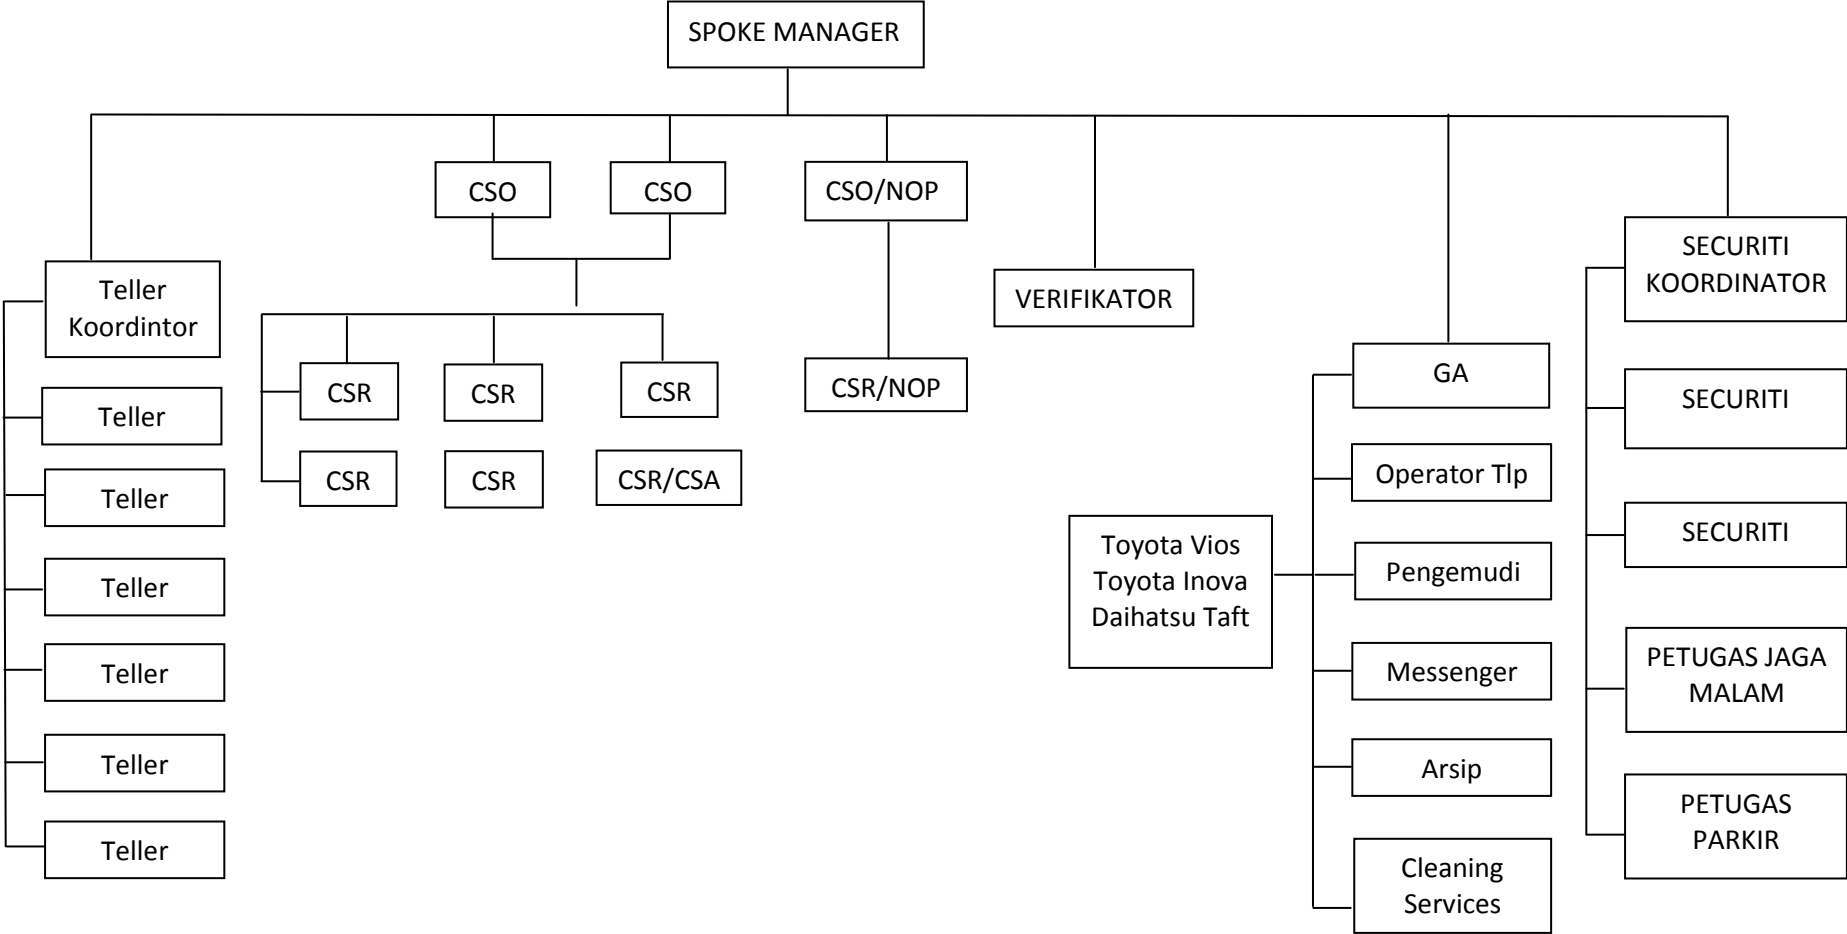 SPOKE MANAGER
CSO
CSO
CSO/NOP
SECURITI
KOORDINATOR
Teller
Koordintor
VERIFIKATOR
GA
CSR
CSR
CSR
CSR/NOP
SECURITI
Teller
CSR
CSR
CSR/CSA
Operator Tlp
Teller
SECURITI
Toyota Vios
Toyota Inova
Daihatsu Taft
Pengemudi
Teller
Teller
Messenger
PETUGAS JAGA
MALAM
Teller
Arsip
PETUGAS
PARKIR
Teller
Cleaning
Services